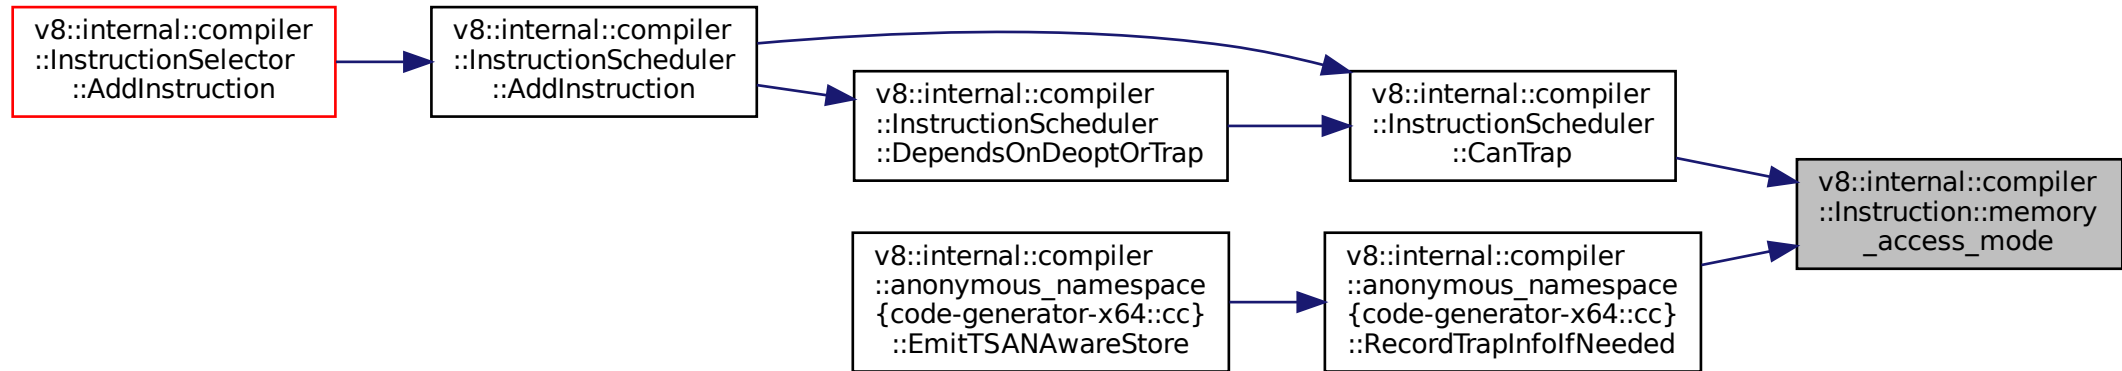 v8::internal::compiler
::InstructionSelector
::AddInstruction
v8::internal::compiler
::InstructionScheduler
::AddInstruction
v8::internal::compiler
::InstructionScheduler
::DependsOnDeoptOrTrap
v8::internal::compiler
::InstructionScheduler
::CanTrap
v8::internal::compiler
::Instruction::memory
_access_mode
v8::internal::compiler
::anonymous_namespace
{code-generator-x64::cc}
::EmitTSANAwareStore
v8::internal::compiler
::anonymous_namespace
{code-generator-x64::cc}
::RecordTrapInfoIfNeeded